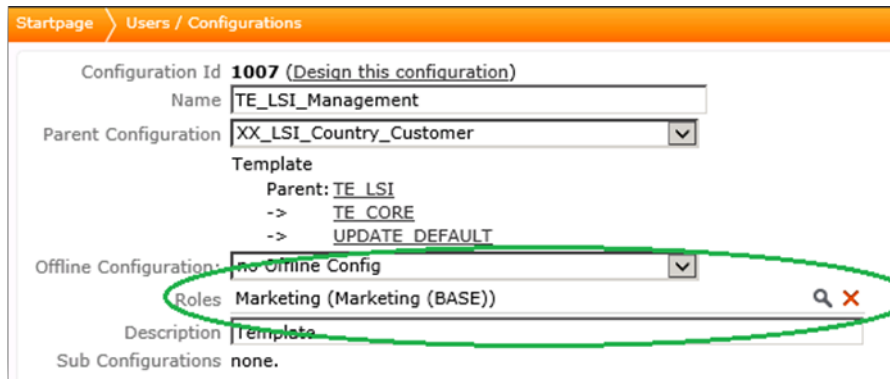 Startpage Users / Configurations
Configuration Id 1007 (Design this configuration)
Name TE_LSI_Management
Parent Configuration XX_LSI_Country_Customer
Template
Parent: TE_LSI
-> TE_CORE
-> UPDATE_DEFAULT
Offline Configuration: no Offline Config
Roles Marketing (Marketing (BASE))
Description Template
Sub Configurations none.